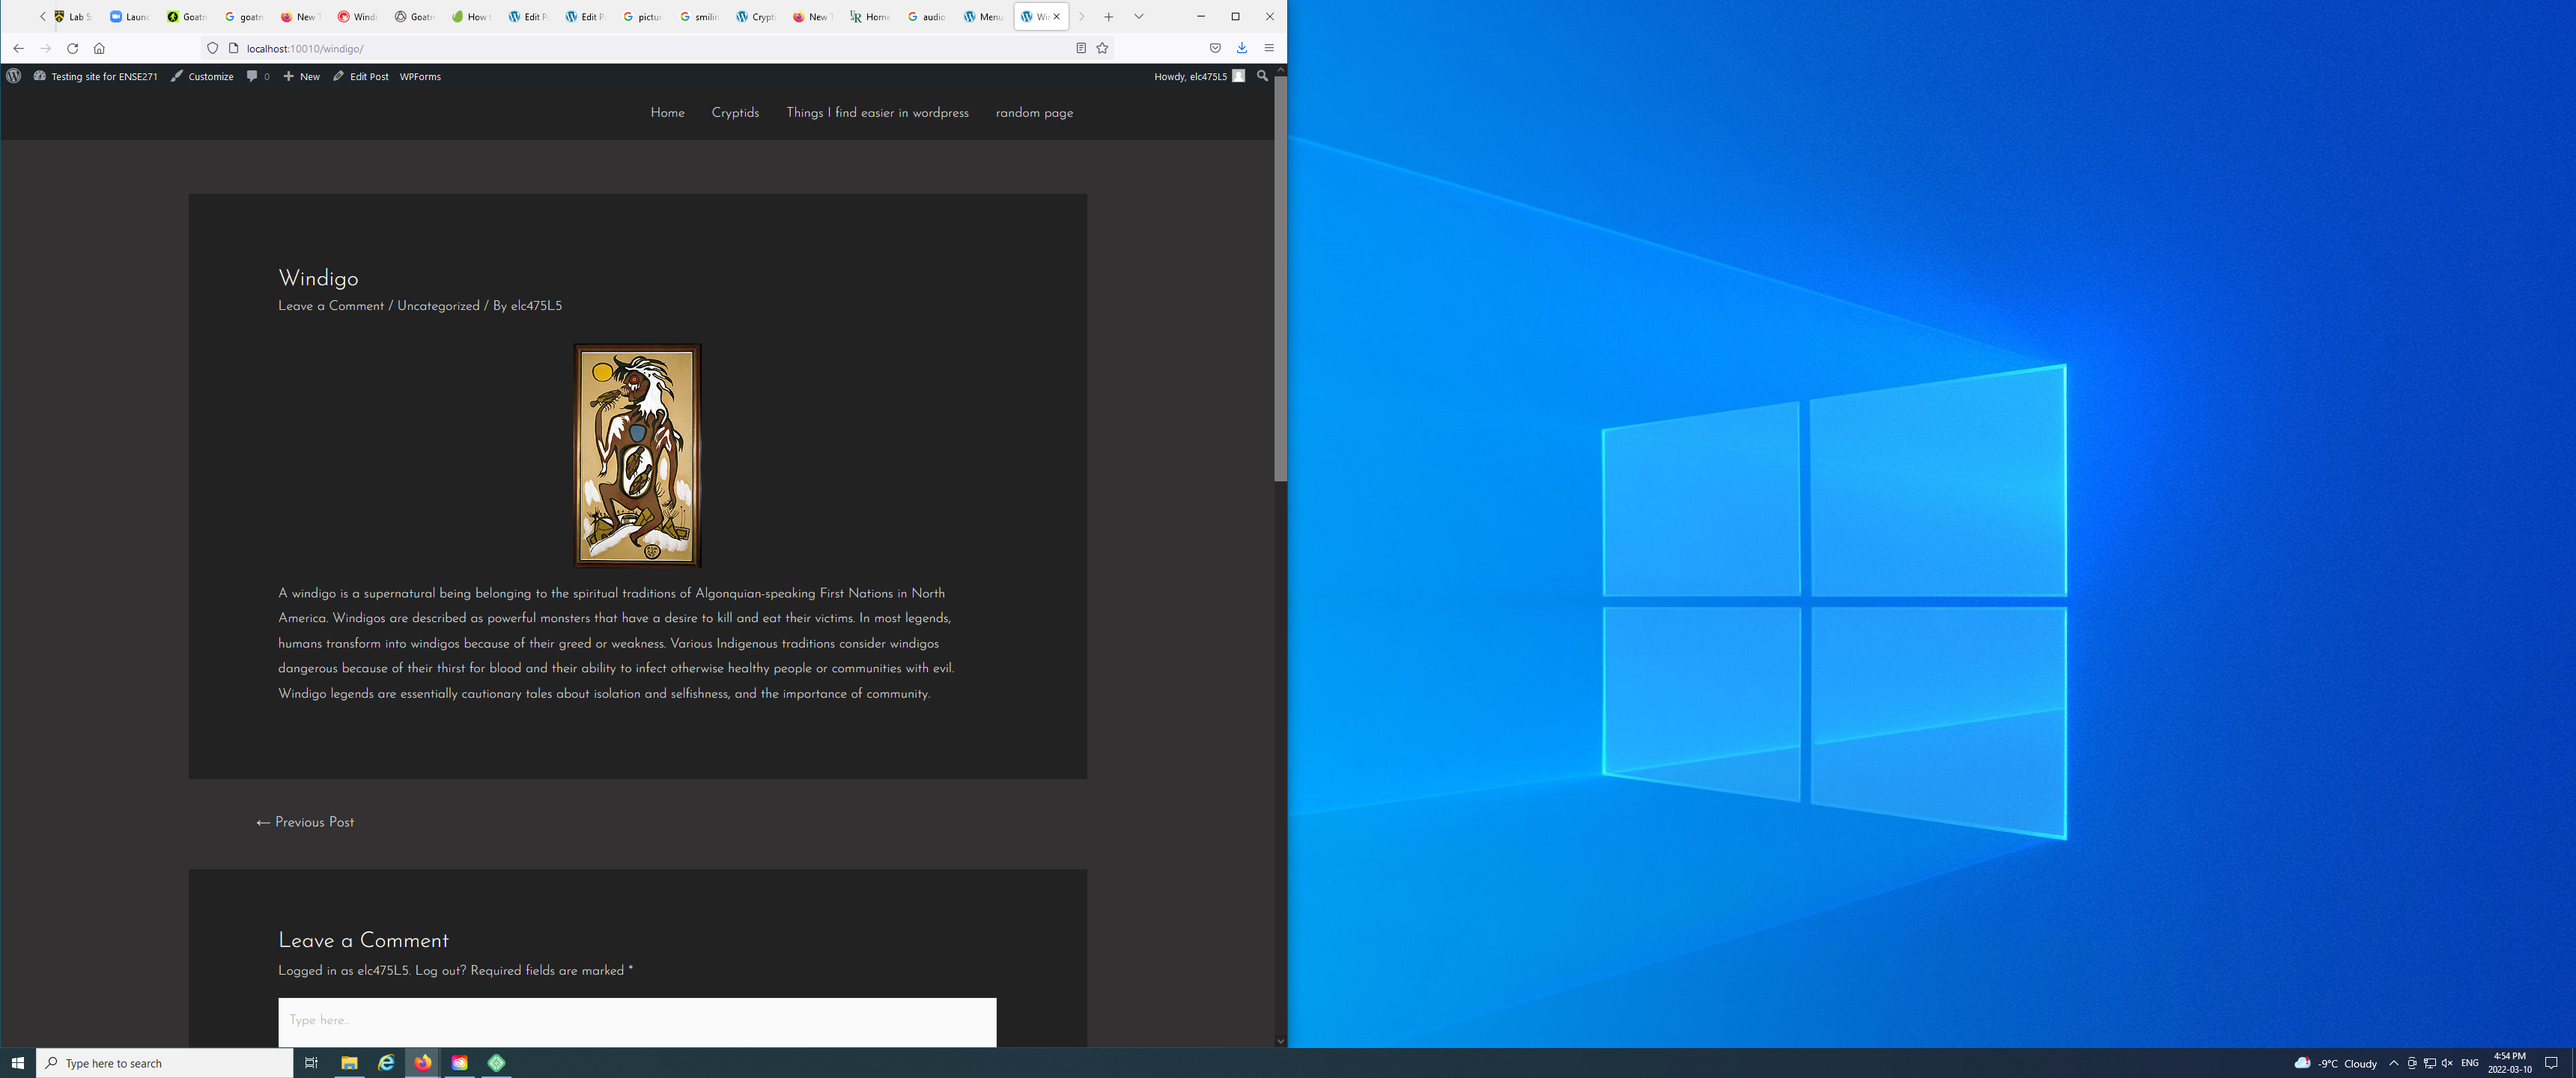 Lab 5
Launc
Goatn
goatn
New T
Windi
Goatn
How t
Edit P
Edit P
pictur
smilin
Crypti
New T
Home
audio
Menu
Win
localhost:10010/windigo/
Testing site for ENSE271
Customize
0
New
Edit Post
WPForms
Howdy, elc475L5
Home
Cryptids
Things I find easier in wordpress
random page
Windigo
Leave a Comment / Uncategorized / By elc475L5
A windigo is a supernatural being belonging to the spiritual traditions of Algonquian-speaking First Nations in North
America. Windigos are described as powerful monsters that have a desire to kill and eat their victims. In most legends,
humans transform into windigos because of their greed or weakness. Various Indigenous traditions consider windigos
dangerous because of their thirst for blood and their ability to infect otherwise healthy people or communities with evil.
Windigo legends are essentially cautionary tales about isolation and selfishness, and the importance of community.
← Previous Post
Leave a Comment
Logged in as elc475L5. Log out? Required fields are marked *
Type here..
Type here to search
-9°C Cloudy
ENG
4:54 PM
2022-03-10